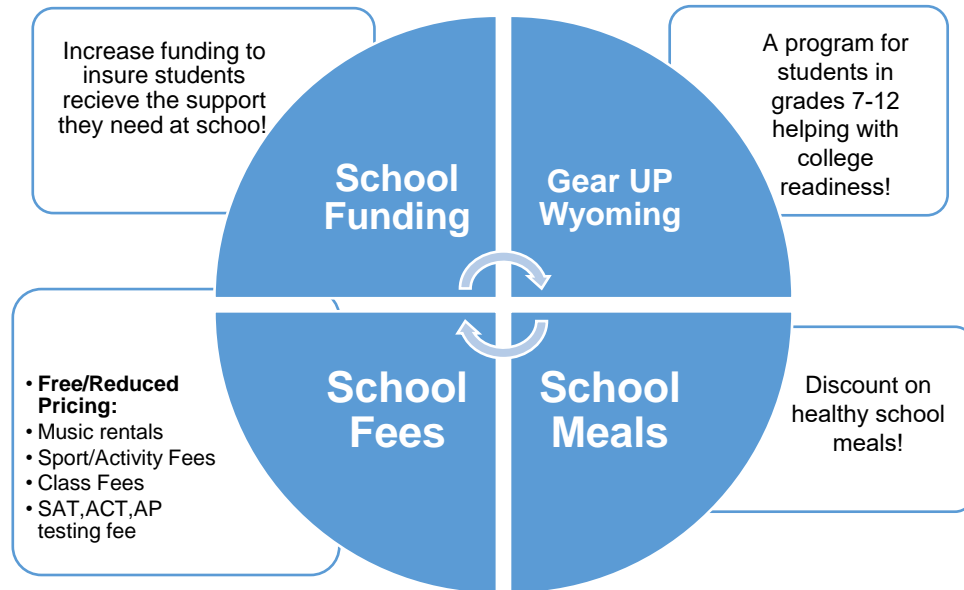 Increase funding to
insure students
recieve the support
they need at schoo!
School
Funding
Gear UP
Wyoming
A program for
students in
grades 7-12
helping with
college
readiness!
• Free/Reduced
Pricing:
• Music rentals
• Sport/Activity Fees
• Class Fees
• SAT,ACT,AP
testing fee
School
Fees
School
Meals
Discount on
healthy school
meals!